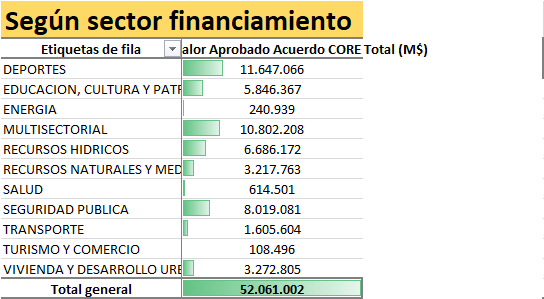 Según sector financiamiento
Etiquetas de fila alor Aprobado Acuerdo CORE Total (M$)
DEPORTES 11.647.066
EDUCACION, CULTURA Y PATR 5.846.367
ENERGIA 240.939
MULTISECTORIAL 10.802.208
RECURSOS HIDRICOS 6.686.172
RECURSOS NATURALES Y MED 3.217.763
SALUD 614.501
SEGURIDAD PUBLICA 8.019.081
TRANSPORTE 1.605.604
TURISMO Y COMERCIO 108.496
VIVIENDA Y DESARROLLO URB 3.272.805
Total general 52.061.002